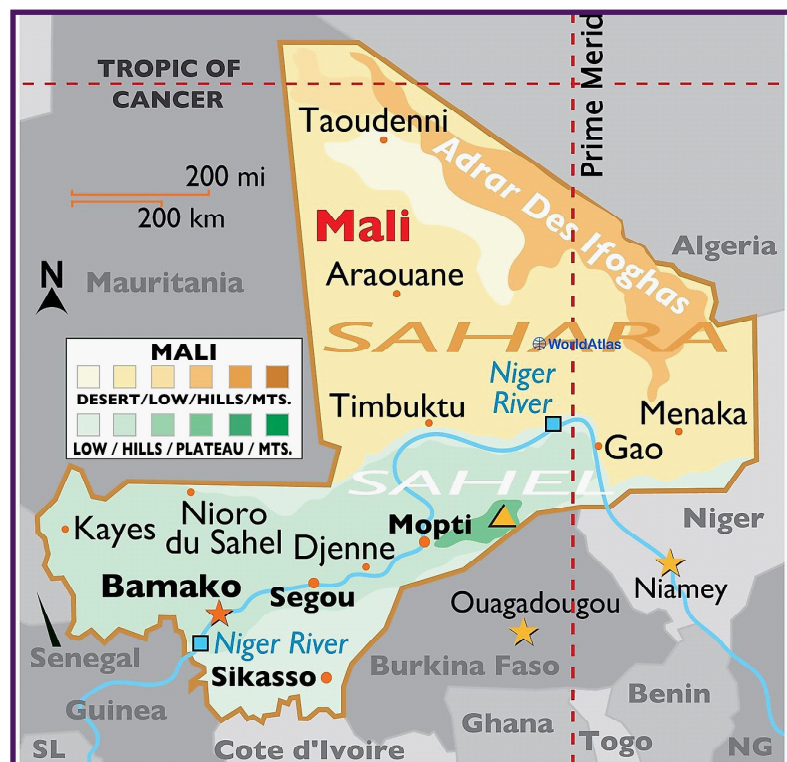 TROPIC OF
CANCER
Prime Merid
200 mi
200 km
Taoudenni
Adrar Des Ifoghas
Mali
Algeria
N
Mauritania
Araouane
SAHARA
WorldAtlas
MALI
DESERT/LOW/HILLS/MTS.
LOW / HILLS / PLATEAU / MTS.
Niger
River
Timbuktu
Menaka
Gao
SAHEL
Kayes
Nioro
du Sahel
Djenne
Mopti
Niger
Bamako
Segou
Ouagadougou
Niamey
Niger River
Senegal
Sikasso
Burkina Faso
Guinea
Benin
Ghana
Togo
SL
Cote d'Ivoire
NG